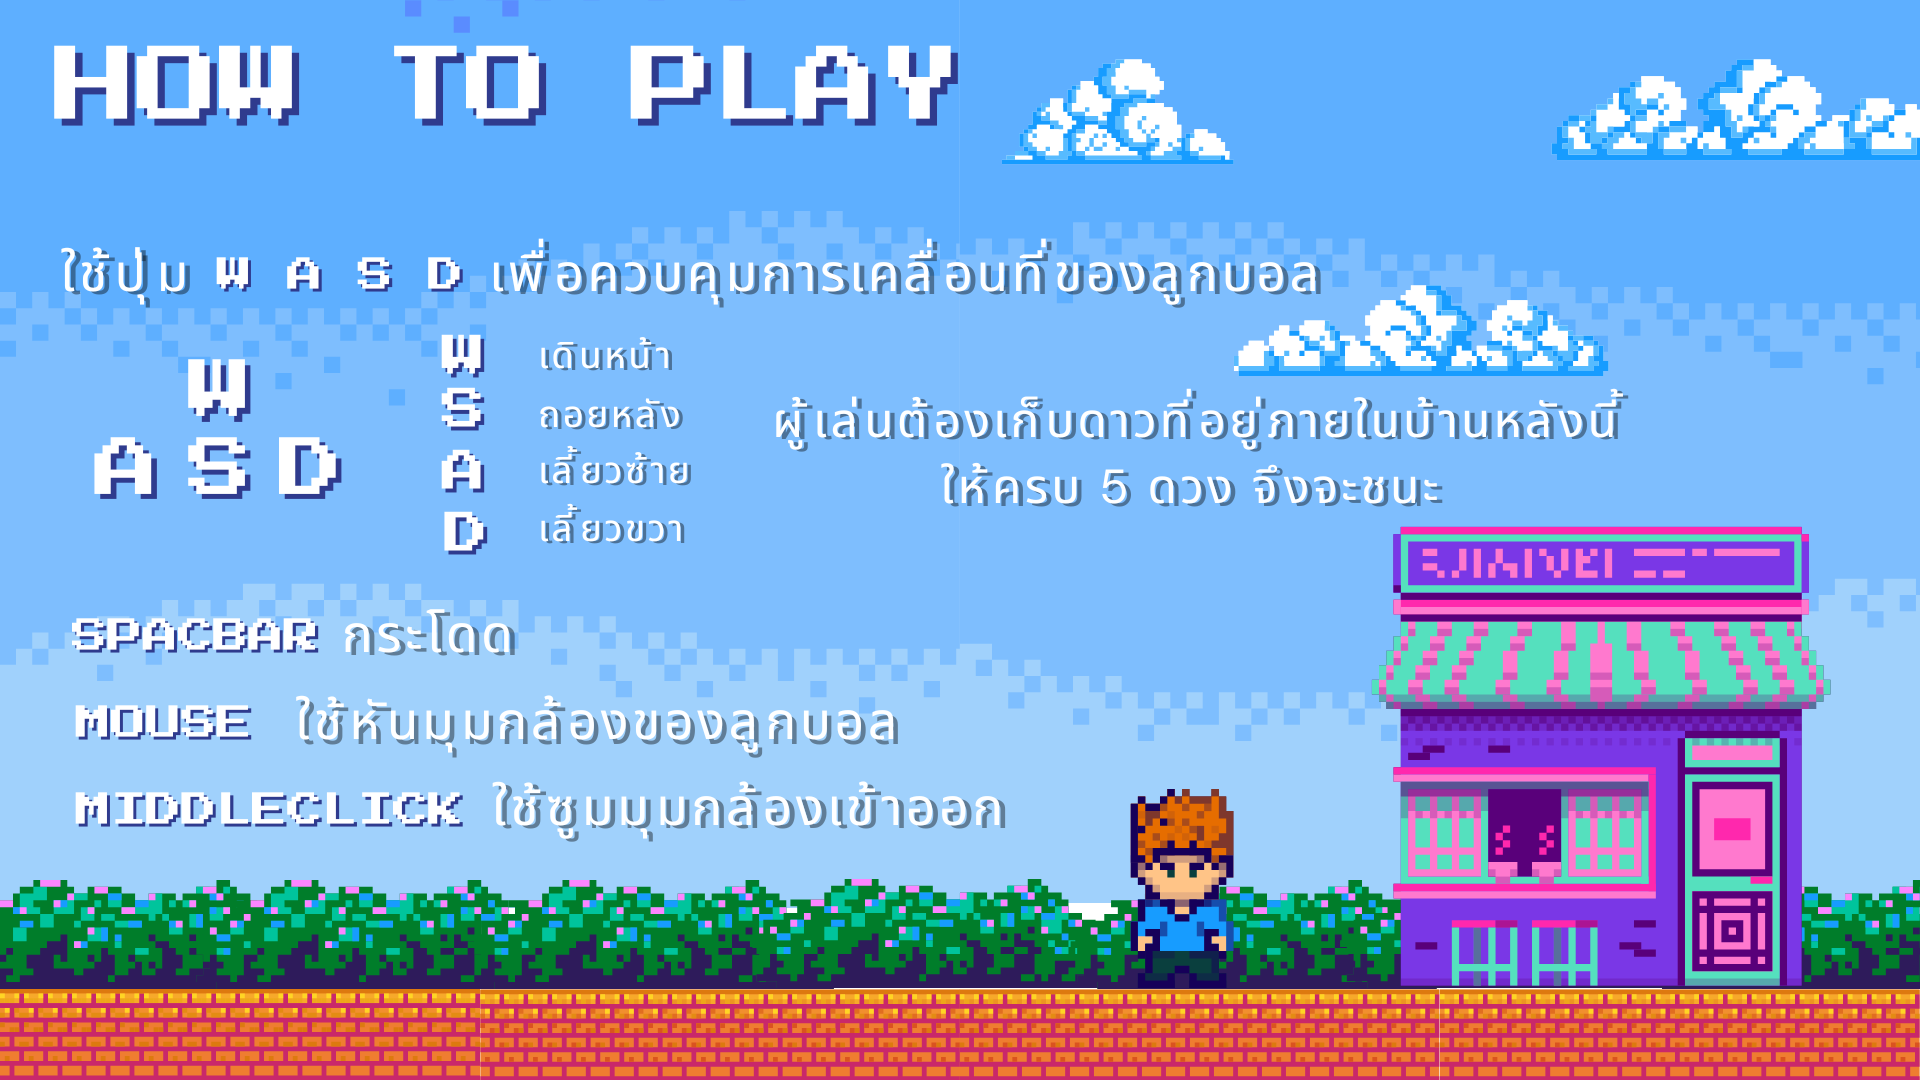 HOW TO PLAY
ใช้ปุ่ม W A S D เพื่อควบคุมการเคลื่อนที่ของลูกบอล
W
A S D
W เดินหน้า
S ถอยหลัง
A เลี้ยวซ้าย
D เลี้ยวขวา
ผู้เล่นต้องเก็บดาวที่อยู่ภายในบ้านหลังนี้
ให้ครบ 5 ดวง จึงจะชนะ
SPACBAR กระโดด
MOUSE ใช้หันมุมกล้องของลูกบอล
MIDDLECLICK ใช้ซูมมุมกล้องเข้าออก